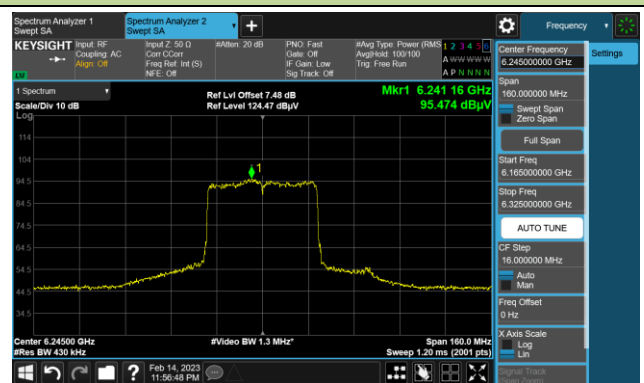 Spectrum Analyzer 1
Swept SA
Spectrum Analyzer 2
Swept SA
Frequency
KEYSIGHT
Input: RF
Coupling: AC
Align: Off
Input Z: 50 Ω
Corr CCorr
Freq Ref: Int (S)
NFE: Off
#Atten: 20 dB
PNO: Fast
Gate: Off
IF Gain: Low
Sig Track: Off
#Avg Type: Power (RMS
Avg|Hold: 100/100
Trig: Free Run
1 2 3 4 5 6
A W W W W W
A P N N N N
LW
1 Spectrum
Scale/Div 10 dB
Log
Ref Lvl Offset 7.48 dB
Ref Level 124.47 dBµV
Mkr1 6.241 16 GHz
95.474 dBµV
1
114
104
94.5
84.5
74.5
64.5
54.5
44.5
34.5
Center 6.24500 GHz
#Res BW 430 kHz
#Video BW 1.3 MHz*
Span 160.0 MHz
Sweep 1.20 ms (2001 pts)
Feb 14, 2023
11:56:48 PM
Center Frequency
6.245000000 GHz
Settings
Span
160.000000 MHz
Swept Span
Zero Span
Full Span
Start Freq
6.165000000 GHz
Stop Freq
6.325000000 GHz
AUTO TUNE
CF Step
16.000000 MHz
Auto
Man
Freq Offset
0 Hz
X Axis Scale
Log
Lin
Signal Track
(Span Zoom)